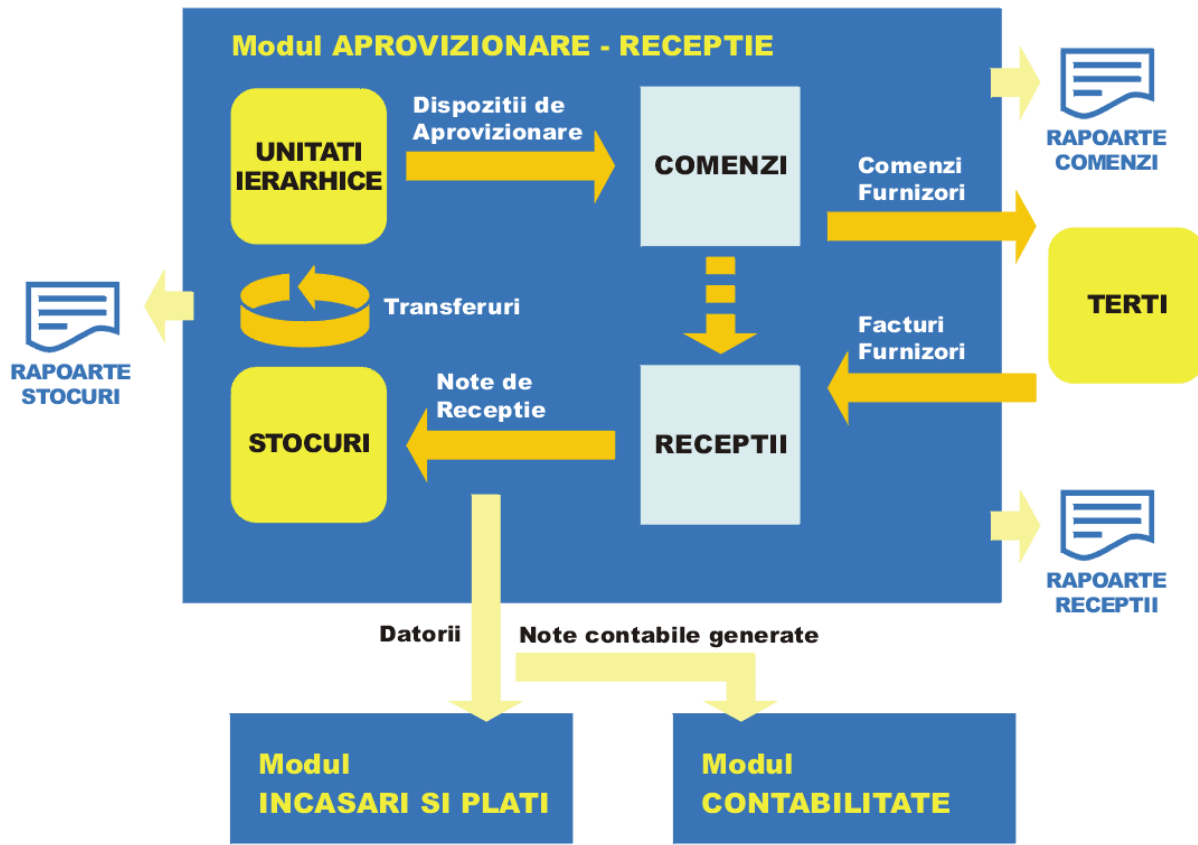 Modul APROVIZIONARE - RECEPTIE
UNITATI
IERARHICE
Dispozitii de
Aprovizionare
COMENZI
Comenzi
Furnizori
RAPOARTE
COMENZI
TERTI
Transferuri
RAPOARTE
STOCURI
STOCURI
Note de
Receptie
RECEPTII
Facturi
Furnizori
RAPOARTE
RECEPTII
Datorii
Note contabile generate
Modul
INCASARI SI PLATI
Modul
CONTABILITATE